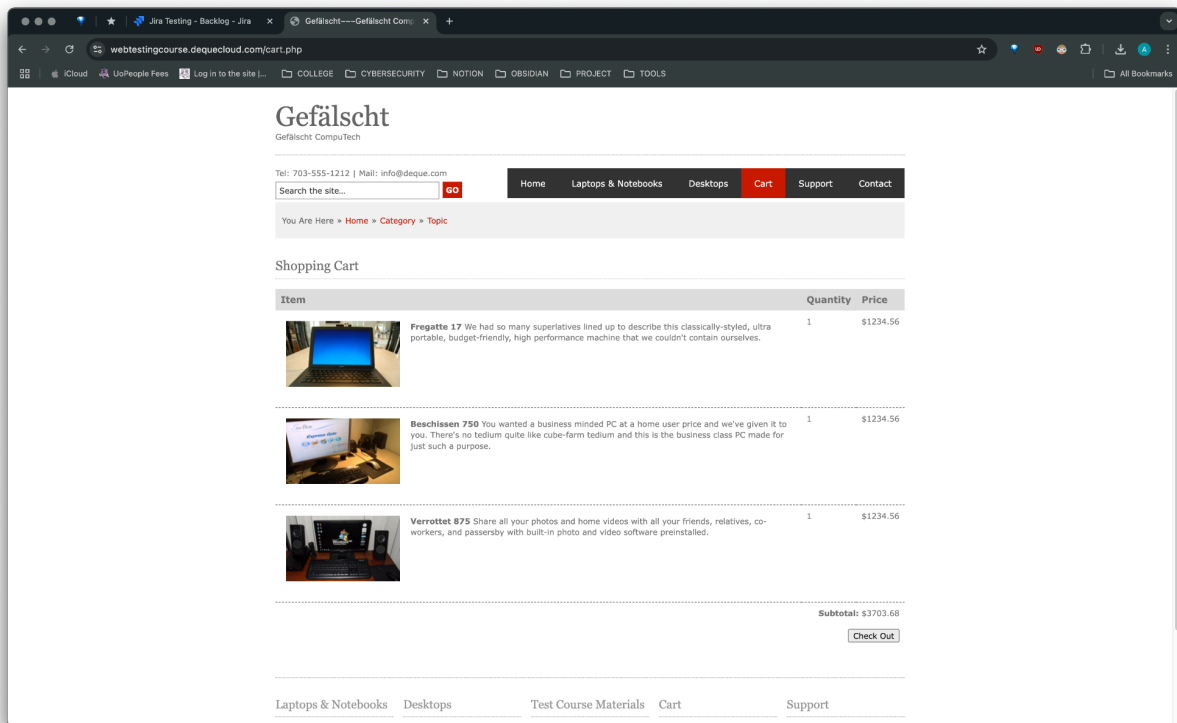 Jira Testing - Backlog - Jira
Gefälscht~~~Gefälscht Comp
webtestingcourse.dequecloud.com/cart.php
iCloud UoPeople Fees Log in to the site |... COLLEGE CYBERSECURITY NOTION OBSIDIAN PROJECT TOOLS All Bookmarks
Gefälscht
Gefälscht CompuTech
Tel: 703-555-1212 | Mail: info@deque.com
Search the site... GO
Home Laptops & Notebooks Desktops Cart Support Contact
You Are Here » Home » Category » Topic
Shopping Cart
Item Quantity Price
Fregatte 17 We had so many superlatives lined up to describe this classically-styled, ultra 1 $1234.56
portable, budget-friendly, high performance machine that we couldn't contain ourselves.
Beschissen 750 You wanted a business minded PC at a home user price and we've given it to 1 $1234.56
you. There's no tedium quite like cube-farm tedium and this is the business class PC made for
just such a purpose.
Verrottet 875 Share all your photos and home videos with all your friends, relatives, co- 1 $1234.56
workers, and passersby with built-in photo and video software preinstalled.
Subtotal: $3703.68
Check Out
Laptops & Notebooks Desktops Test Course Materials Cart Support